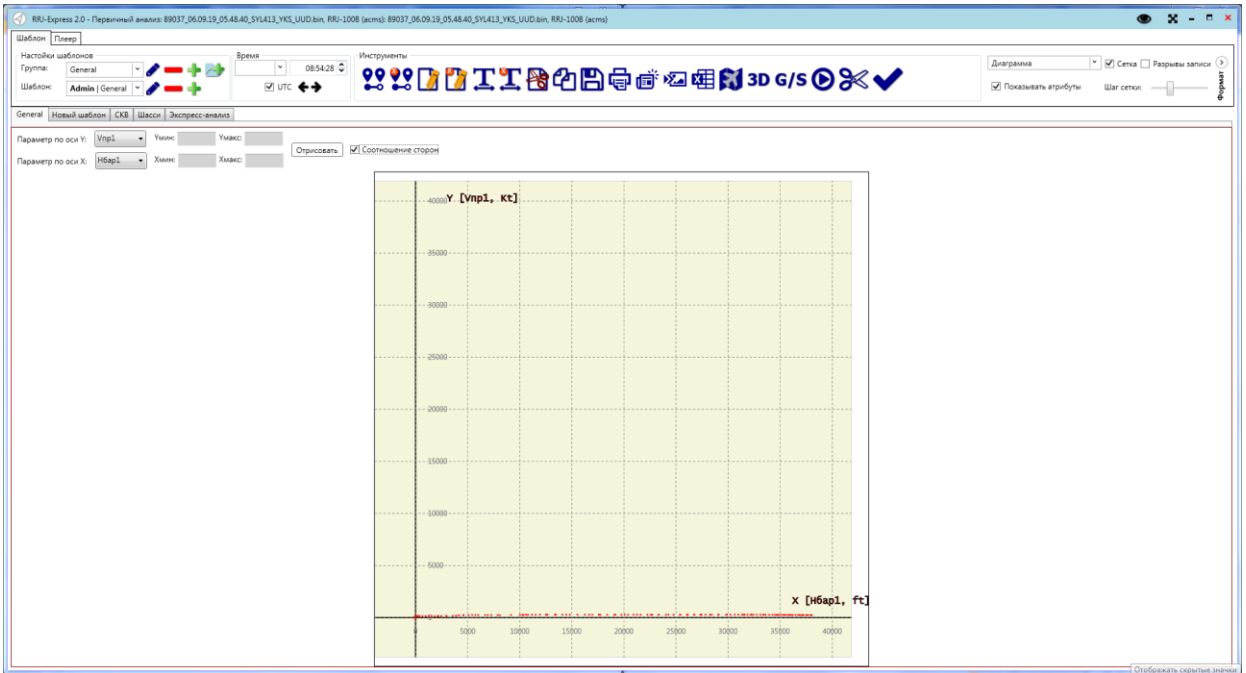 RRJ-Express 2.0 - Первичный анализ: 89037_06.09.19_05.48.40_SYL413_YKS_UUD.bin, RRJ-100B (acms): 89037_06.09.19_05.48.40_SYL413_YKS_UUD.bin, RRJ-100B (acms)
Шаблон Плеер
Настойки шаблонов Время Инструменты
Группа: General 08:54:28 3D G/S Диаграмма Сетка Разрывы записи
Шаблон: Admin | General UTC Показывать атрибуты Шаг сетки: Формат
General Новый шаблон СКВ Шасси Экспресс-анализ
Параметр по оси Y: Vпр1 Yмин: Yмакс:
Отрисовать Соотношение сторон
Параметр по оси X: Hбар1 Xмин: Xмакс:
40000 Y [Vпр1, Kt]
35000
30000
25000
20000
15000
10000
5000
X [Hбар1, ft]
0
0 5000 10000 15000 20000 25000 30000 35000 40000
Отображать скрытые значки